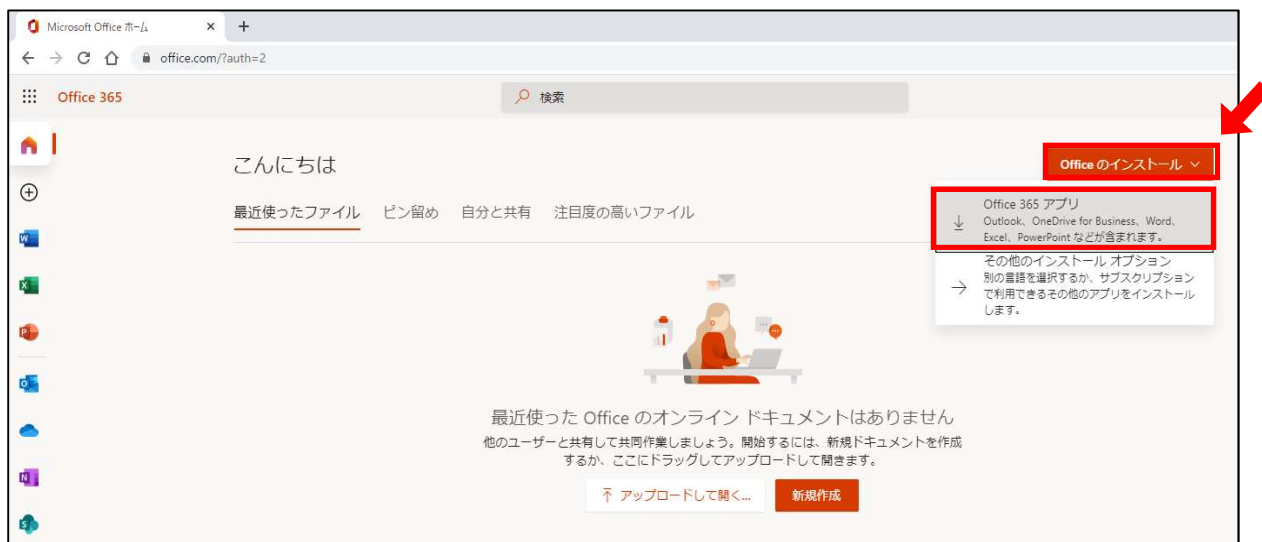 Microsoft Office ホーム
office.com/?auth=2
Office 365
検索
こんにちは
Office のインストール
最近使ったファイル ピン留め 自分と共有 注目度の高いファイル
Office 365 アプリ
Outlook、OneDrive for Business、Word、
Excel、PowerPoint などが含まれます。
その他のインストール オプション
別の言語を選択するか、サブスクリプション
で利用できるその他のアプリをインストール
します。
最近使った Office のオンライン ドキュメントはありません
他のユーザーと共有して共同作業しましょう。開始するには、新規ドキュメントを作成
するか、ここにドラッグしてアップロードして開きます。
アップロードして開く... 新規作成